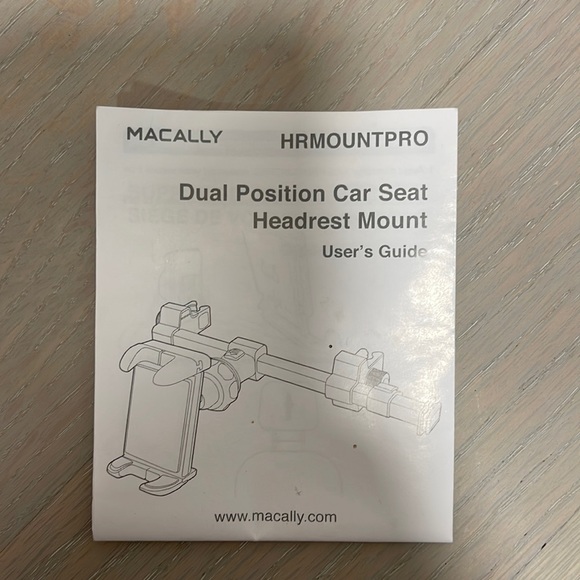 MACALLY HRMOUNTPRO
Dual Position Car Seat
Headrest Mount
User's Guide
www.macally.com